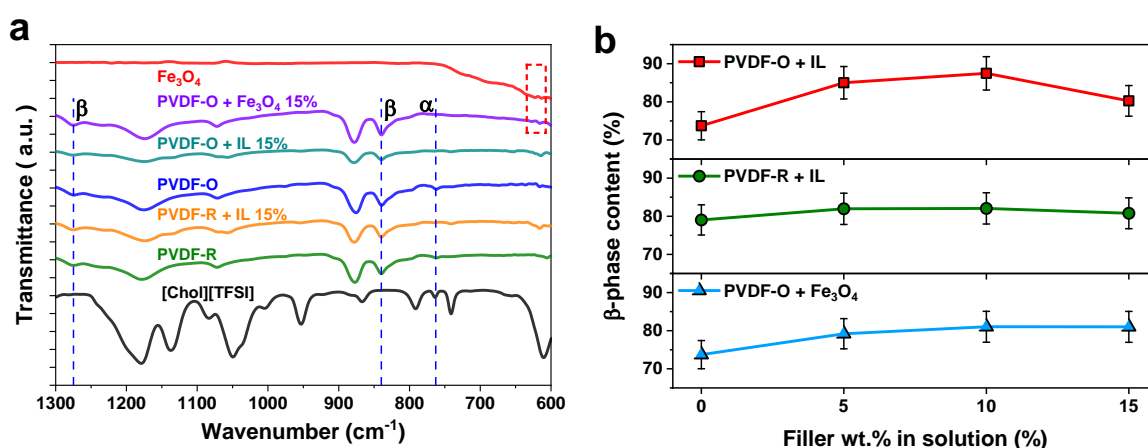 a
Transmittance ( a.u.)
Fe₃O₄
β
β
α
PVDF-O + Fe₃O₄ 15%
PVDF-O + IL 15%
PVDF-O
PVDF-R + IL 15%
PVDF-R
[Chol][TFSI]
1300 1200 1100 1000 900 800 700 600
Wavenumber (cm⁻¹)
b
β-phase content (%)
90
80
70
PVDF-O + IL
90
80
70
PVDF-R + IL
90
80
70
PVDF-O + Fe₃O₄
0 5 10 15
Filler wt.% in solution (%)